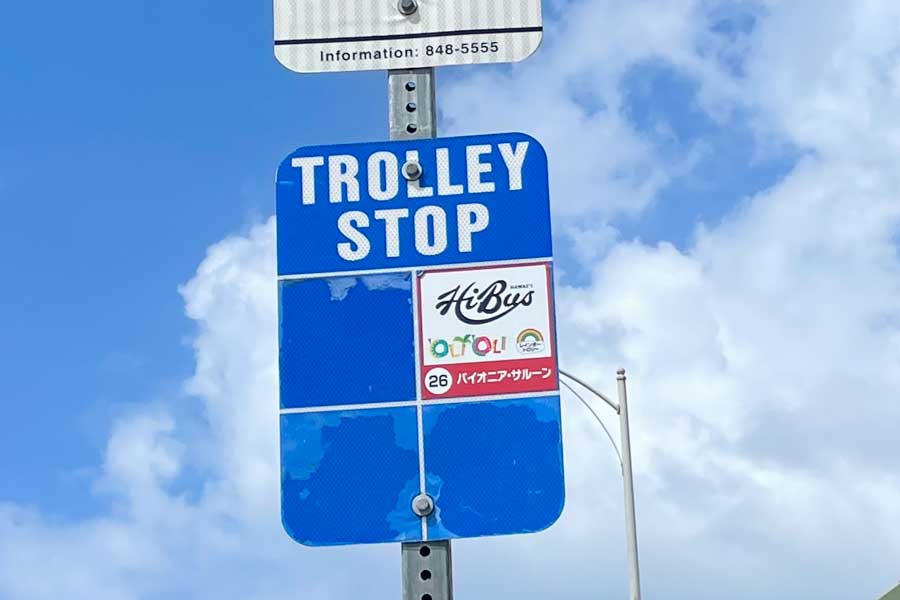 Information: 848-5555
TROLLEY
STOP
HAWAI'I
HiBus
'OLI'OLI
レインボー
トロリー
26 パイオニア・サルーン